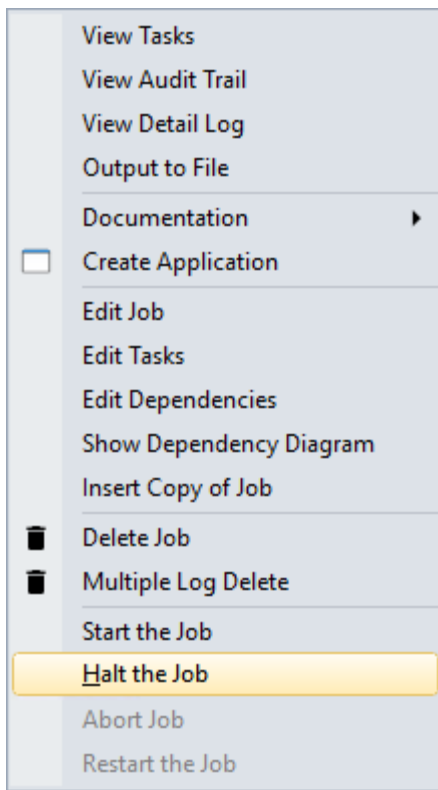 View Tasks
View Audit Trail
View Detail Log
Output to File
Documentation
Create Application
Edit Job
Edit Tasks
Edit Dependencies
Show Dependency Diagram
Insert Copy of Job
Delete Job
Multiple Log Delete
Start the Job
Halt the Job
Abort Job
Restart the Job